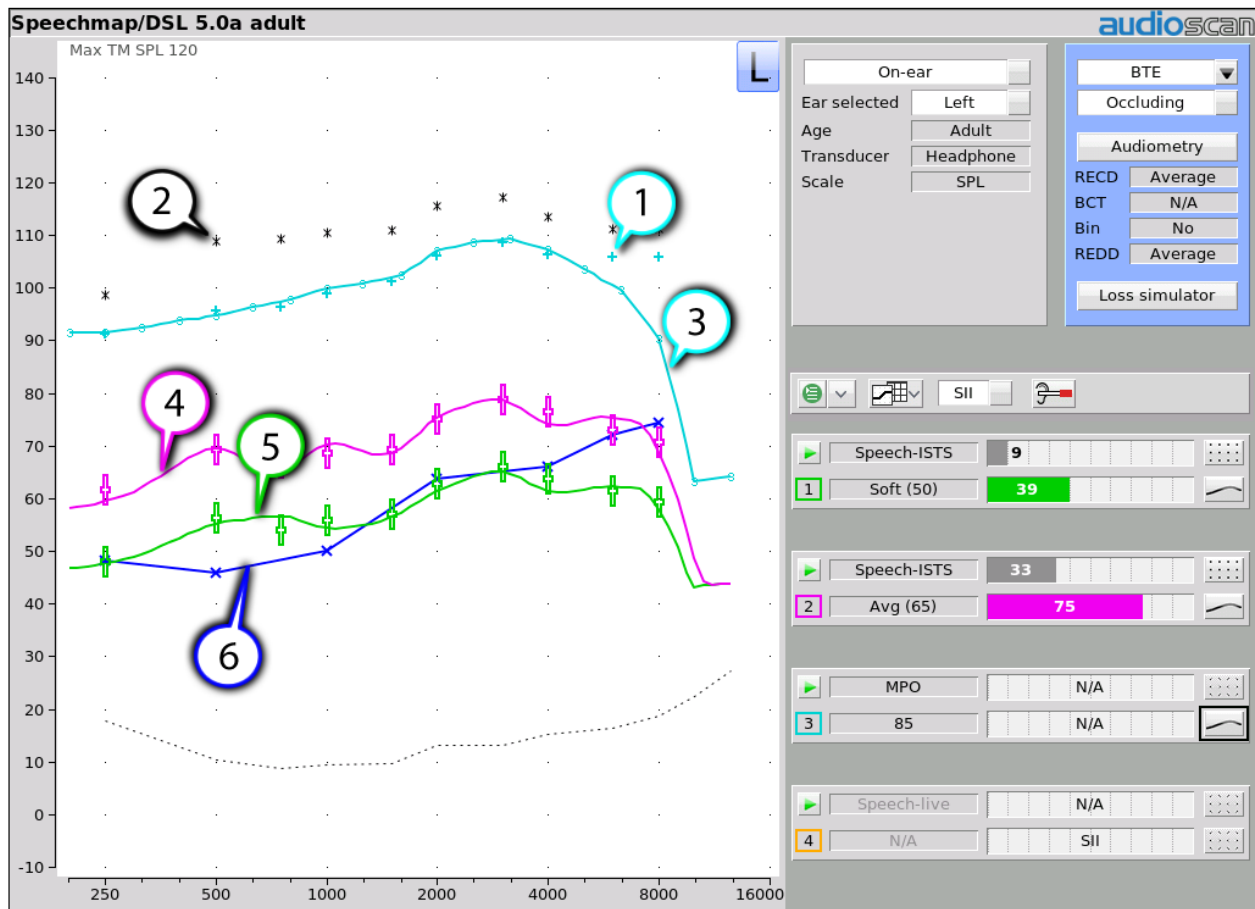 Speechmap/DSL 5.0a adult
audioscan
Max TM SPL 120
L
140
130
120
110
100
90
80
70
60
50
40
30
20
10
0
-10
250 500 1000 2000 4000 8000 16000
1
2
3
4
5
6
On-ear
Ear selected Left
Age Adult
Transducer Headphone
Scale SPL
BTE
Occluding
Audiometry
RECD Average
BCT N/A
Bin No
REDD Average
Loss simulator
SII
Speech-ISTS 9
1 Soft (50) 39
Speech-ISTS 33
2 Avg (65) 75
MPO N/A
3 85 N/A
Speech-live N/A
4 N/A SII